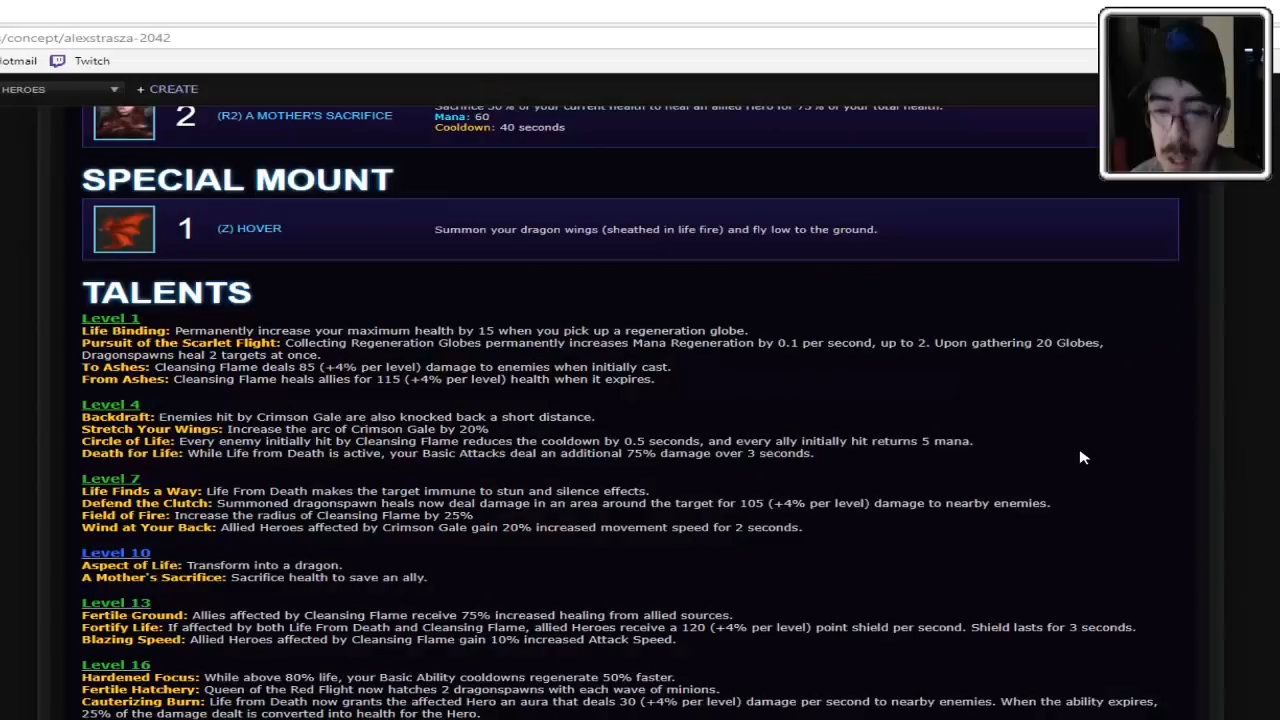 s/concept/alexstrasza-2042
otmail Twitch
HEROES + CREATE
2 (R2) A MOTHER'S SACRIFICE Sacrifice 50% of your current health to heal an allied Hero for 75% of your total health.
Mana: 60
Cooldown: 40 seconds
SPECIAL MOUNT
1 (Z) HOVER Summon your dragon wings (sheathed in life fire) and fly low to the ground.
TALENTS
Level 1
Life Binding: Permanently increase your maximum health by 15 when you pick up a regeneration globe.
Pursuit of the Scarlet Flight: Collecting Regeneration Globes permanently increases Mana Regeneration by 0.1 per second, up to 2. Upon gathering 20 Globes,
Dragonspawns heal 2 targets at once.
To Ashes: Cleansing Flame deals 85 (+4% per level) damage to enemies when initially cast.
From Ashes: Cleansing Flame heals allies for 115 (+4% per level) health when it expires.
Level 4
Backdraft: Enemies hit by Crimson Gale are also knocked back a short distance.
Stretch Your Wings: Increase the arc of Crimson Gale by 20%
Circle of Life: Every enemy initially hit by Cleansing Flame reduces the cooldown by 0.5 seconds, and every ally initially hit returns 5 mana.
Death for Life: While Life from Death is active, your Basic Attacks deal an additional 75% damage over 3 seconds.
Level 7
Life Finds a Way: Life From Death makes the target immune to stun and silence effects.
Defend the Clutch: Summoned dragonspawn heals now deal damage in an area around the target for 105 (+4% per level) damage to nearby enemies.
Field of Fire: Increase the radius of Cleansing Flame by 25%
Wind at Your Back: Allied Heroes affected by Crimson Gale gain 20% increased movement speed for 2 seconds.
Level 10
Aspect of Life: Transform into a dragon.
A Mother's Sacrifice: Sacrifice health to save an ally.
Level 13
Fertile Ground: Allies affected by Cleansing Flame receive 75% increased healing from allied sources.
Fortify Life: If affected by both Life From Death and Cleansing Flame, allied Heroes receive a 120 (+4% per level) point shield per second. Shield lasts for 3 seconds.
Blazing Speed: Allied Heroes affected by Cleansing Flame gain 10% increased Attack Speed.
Level 16
Hardened Focus: While above 80% life, your Basic Ability cooldowns regenerate 50% faster.
Fertile Hatchery: Queen of the Red Flight now hatches 2 dragonspawns with each wave of minions.
Cauterizing Burn: Life from Death now grants the affected Hero an aura that deals 30 (+4% per level) damage per second to nearby enemies. When the ability expires,
25% of the damage dealt is converted into health for the Hero.